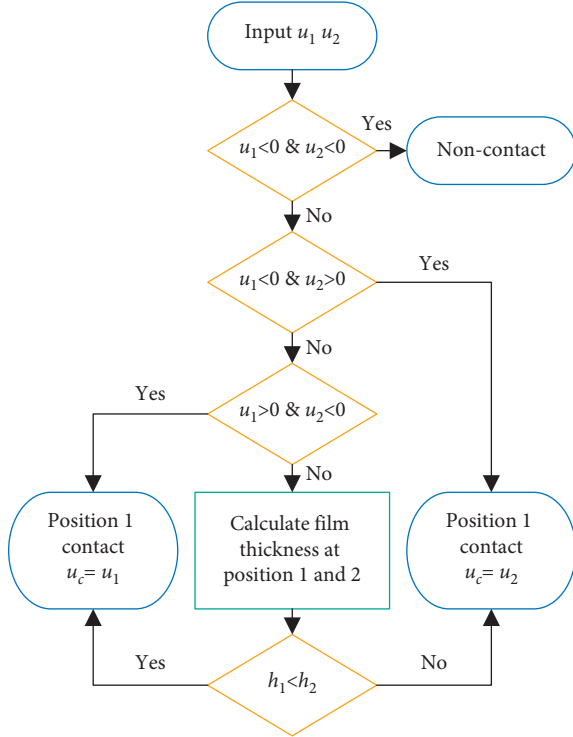 Input u₁ u₂
Yes
u₁<0 & u₂<0
Non-contact
No
Yes
u₁<0 & u₂>0
No
Yes
u₁>0 & u₂<0
No
Position 1
contact
u_c= u₁
Calculate film
thickness at
position 1 and 2
Position 1
contact
u_c= u₂
Yes
No
h₁<h₂